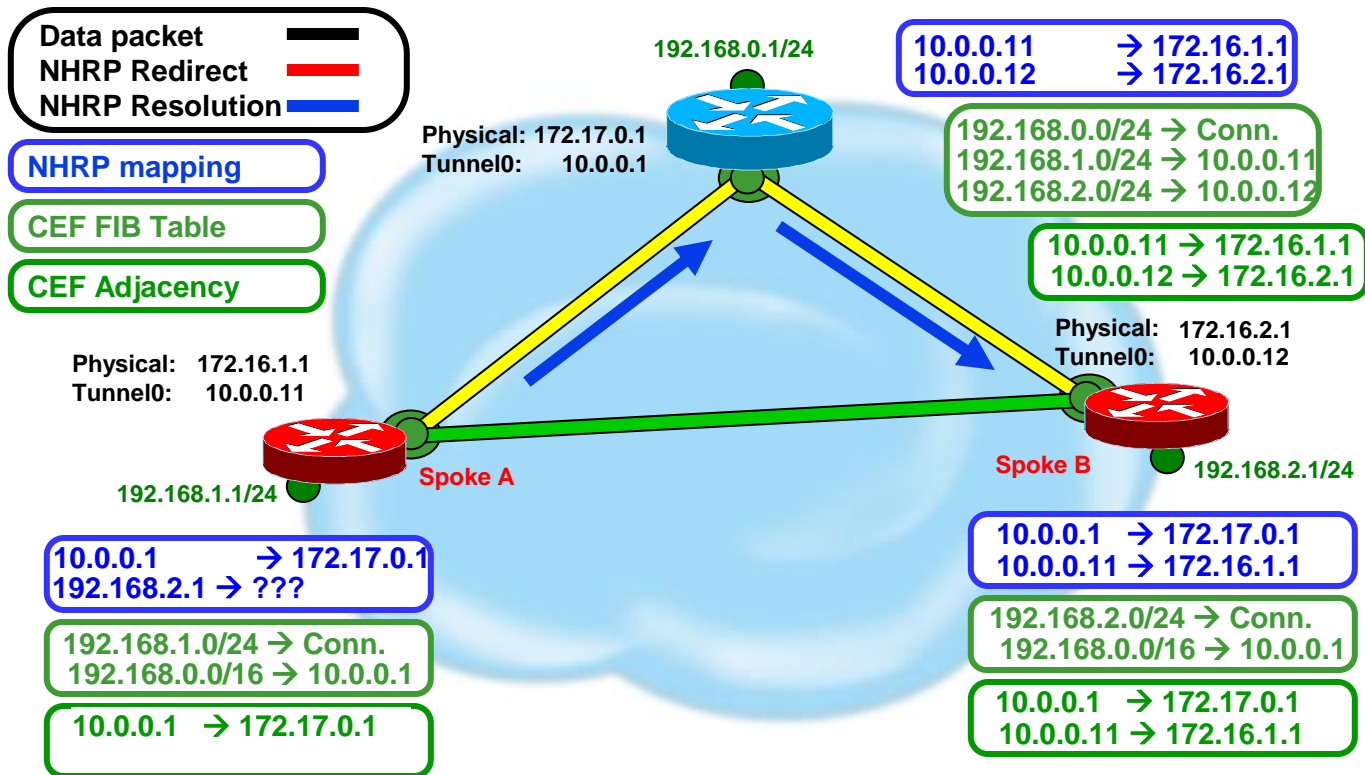 Data packet
NHRP Redirect
NHRP Resolution
NHRP mapping
CEF FIB Table
CEF Adjacency
192.168.0.1/24
Physical: 172.17.0.1
Tunnel0: 10.0.0.1
10.0.0.11 → 172.16.1.1
10.0.0.12 → 172.16.2.1
192.168.0.0/24 → Conn.
192.168.1.0/24 → 10.0.0.11
192.168.2.0/24 → 10.0.0.12
10.0.0.11 → 172.16.1.1
10.0.0.12 → 172.16.2.1
Physical: 172.16.1.1
Tunnel0: 10.0.0.11
Physical: 172.16.2.1
Tunnel0: 10.0.0.12
Spoke A
192.168.1.1/24
Spoke B
192.168.2.1/24
10.0.0.1 → 172.17.0.1
192.168.2.1 → ???
192.168.1.0/24 → Conn.
192.168.0.0/16 → 10.0.0.1
10.0.0.1 → 172.17.0.1
10.0.0.1 → 172.17.0.1
10.0.0.11 → 172.16.1.1
192.168.2.0/24 → Conn.
192.168.0.0/16 → 10.0.0.1
10.0.0.1 → 172.17.0.1
10.0.0.11 → 172.16.1.1